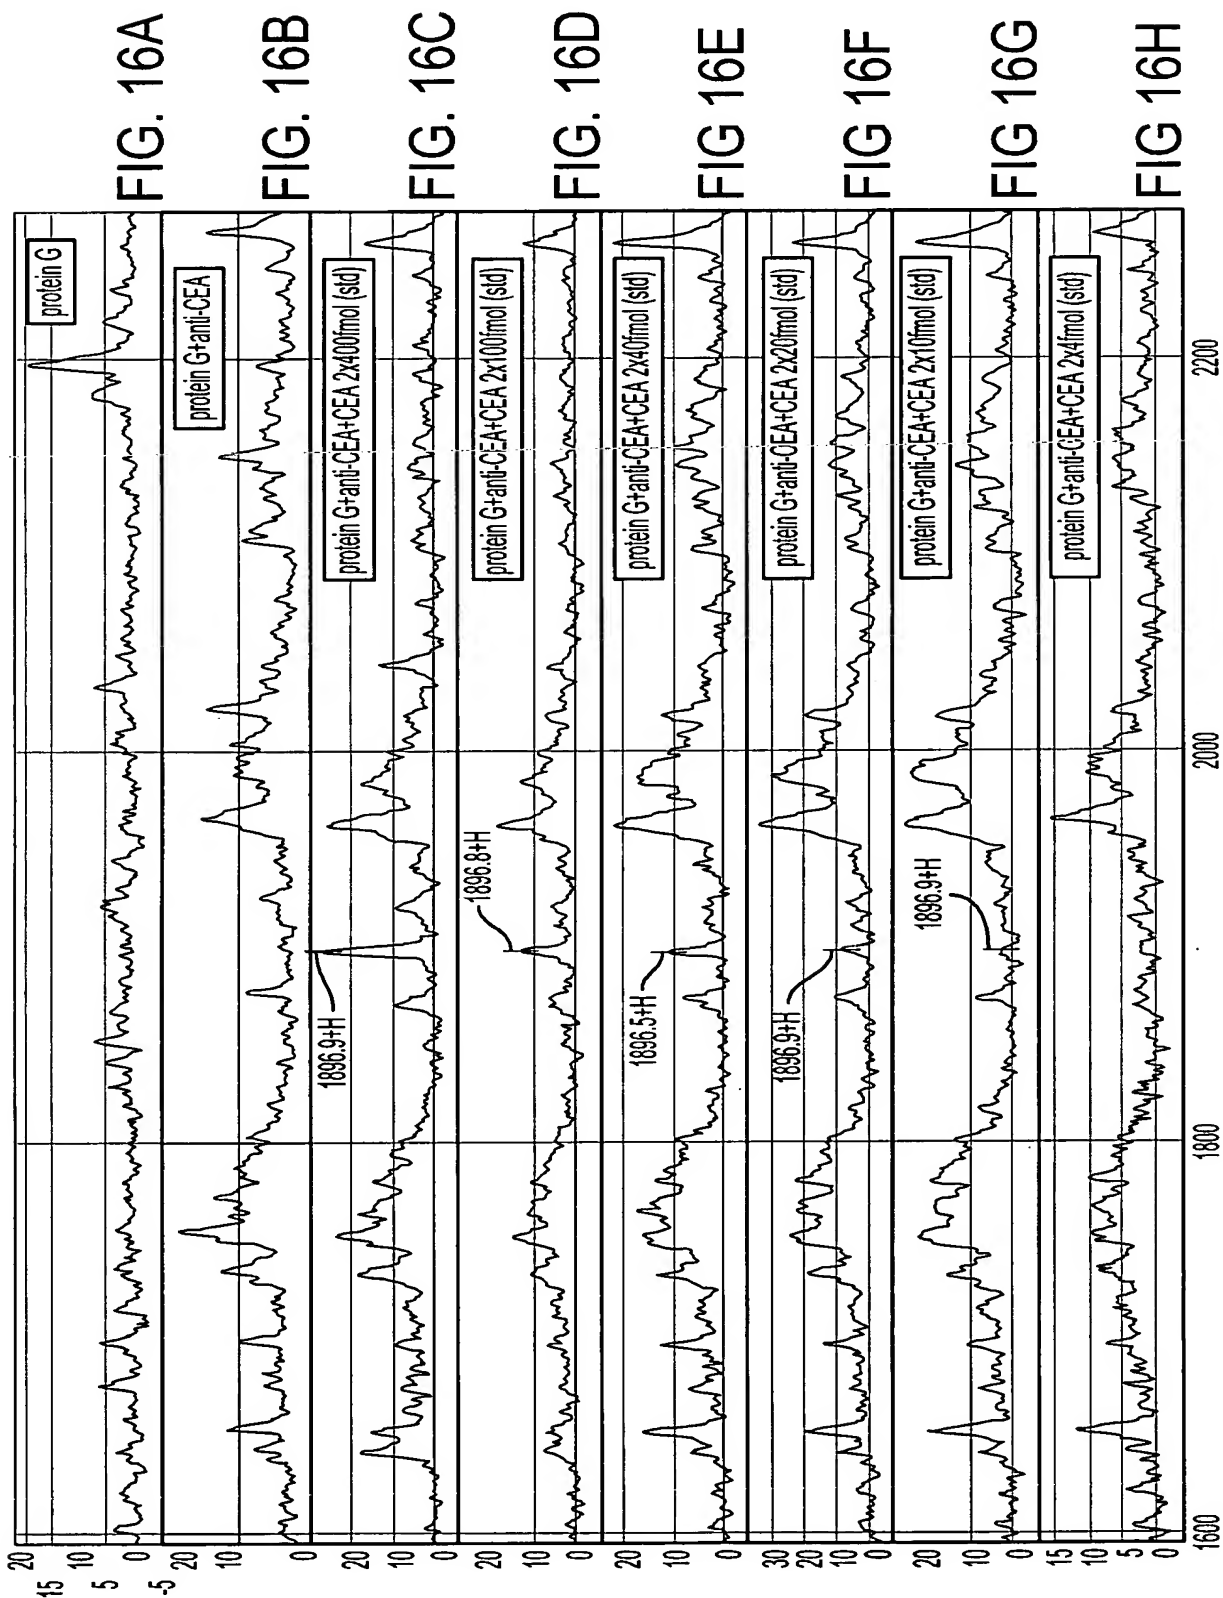 FIG. 16A
protein G
20
15
10
5
0
-5
FIG. 16B
protein G+anti-CEA
20
10
0
FIG. 16C
protein G+anti-CEA+CEA 2x400fmol (std)
1896.9+H
20
10
0
FIG. 16D
protein G+anti-CEA+CEA 2x100fmol (std)
1896.8+H
10
0
FIG 16E
protein G+anti-CEA+CEA 2x40fmol (std)
1896.5+H
20
10
0
FIG 16F
protein G+anti-CEA+CEA 2x20fmol (std)
1896.9+H
30
20
10
0
FIG 16G
protein G+anti-CEA+CEA 2x10fmol (std)
1896.9+H
20
10
0
FIG 16H
protein G+anti-CEA+CEA 2x4fmol (std)
15
10
5
0
1600
1800
2000
2200